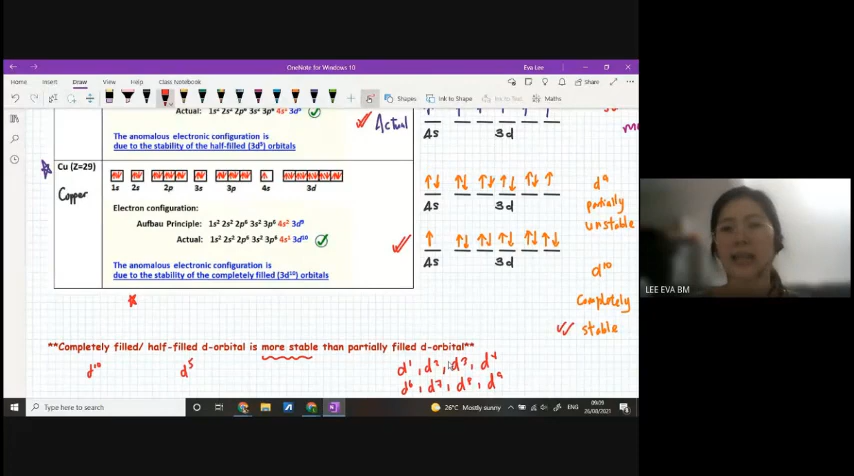 OneNote for Windows 10
Eva Lee
Home Insert Draw View Help Class Notebook
Share
Shapes Ink to Shape Ink to Text Maths
Actual: 1s² 2s² 2p⁶ 3s² 3p⁶ 4s¹ 3d⁵
Actual
The anomalous electronic configuration is
due to the stability of the half-filled (3d⁵) orbitals
4s 3d
Cu (Z=29)
Copper
1s 2s 2p 3s 3p 4s 3d
Electron configuration:
Aufbau Principle: 1s² 2s² 2p⁶ 3s² 3p⁶ 4s² 3d⁹
Actual: 1s² 2s² 2p⁶ 3s² 3p⁶ 4s¹ 3d¹⁰
The anomalous electronic configuration is
due to the stability of the completely filled (3d¹⁰) orbitals
4s 3d
d⁹
partially
unstable
4s 3d
d¹⁰
completely
stable
**Completely filled/ half-filled d-orbital is more stable than partially filled d-orbital**
d¹⁰ d⁵ d¹, d², d³, d⁴
d⁶, d⁷, d⁸, d⁹
26°C Mostly sunny
ENG
09:09
26/08/2021
LEE EVA BM